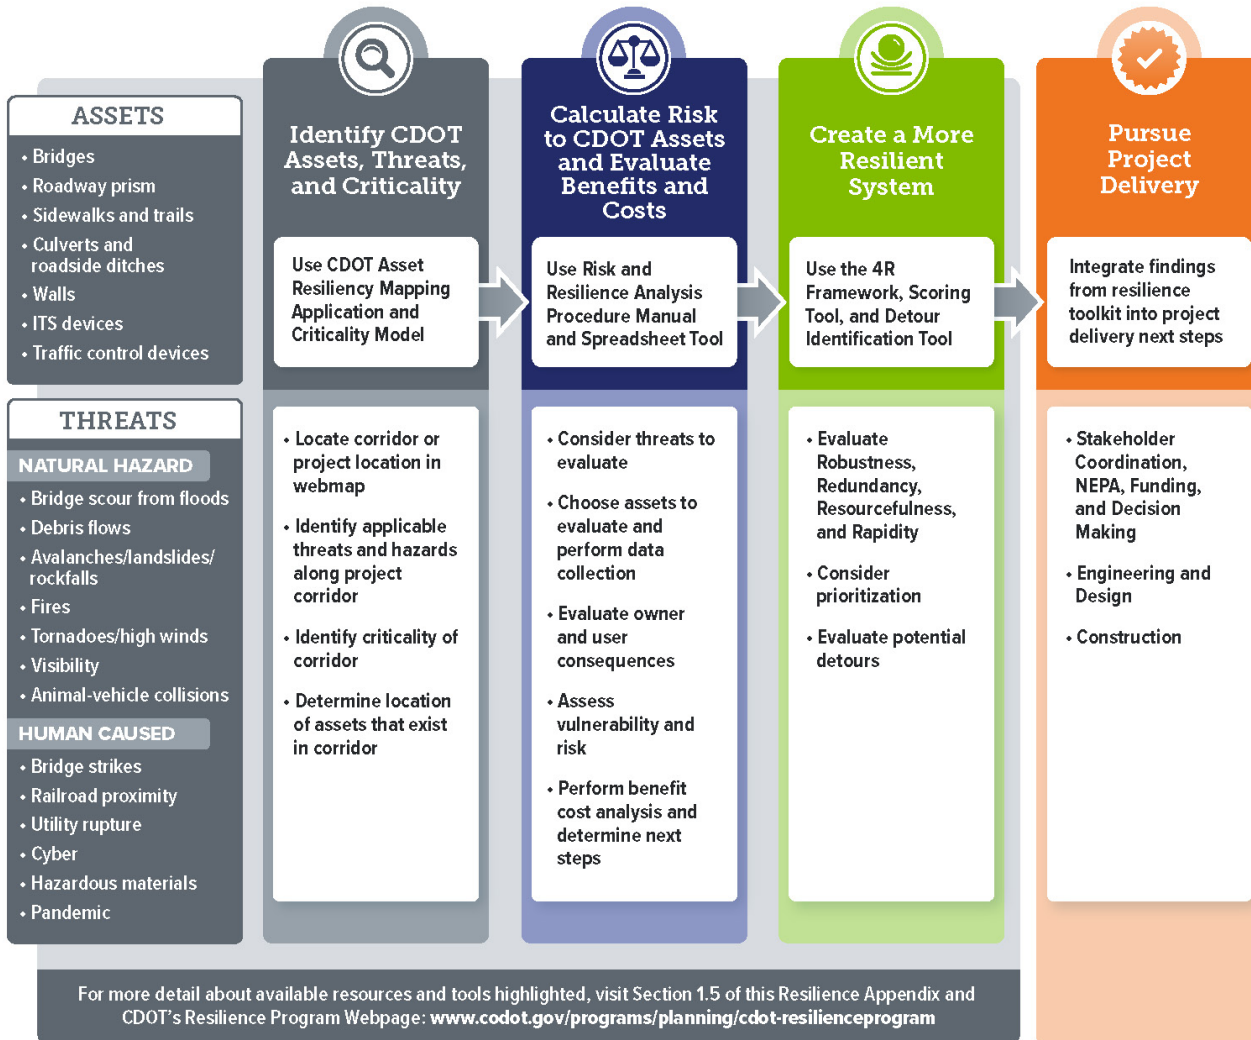 ASSETS
• Bridges
• Roadway prism
• Sidewalks and trails
• Culverts and
roadside ditches
• Walls
• ITS devices
• Traffic control devices
THREATS
NATURAL HAZARD
• Bridge scour from floods
• Debris flows
• Avalanches/landslides/
rockfalls
• Fires
• Tornadoes/high winds
• Visibility
• Animal-vehicle collisions
HUMAN CAUSED
• Bridge strikes
• Railroad proximity
• Utility rupture
• Cyber
• Hazardous materials
• Pandemic
Identify CDOT
Assets, Threats,
and Criticality
Use CDOT Asset
Resiliency Mapping
Application and
Criticality Model
• Locate corridor or
project location in
webmap
• Identify applicable
threats and hazards
along project
corridor
• Identify criticality of
corridor
• Determine location
of assets that exist
in corridor
Calculate Risk
to CDOT Assets
and Evaluate
Benefits and
Costs
Use Risk and
Resilience Analysis
Procedure Manual
and Spreadsheet Tool
• Consider threats to
evaluate
• Choose assets to
evaluate and
perform data
collection
• Evaluate owner
and user
consequences
• Assess
vulnerability and
risk
• Perform benefit
cost analysis and
determine next
steps
Create a More
Resilient
System
Use the 4R
Framework, Scoring
Tool, and Detour
Identification Tool
• Evaluate
Robustness,
Redundancy,
Resourcefulness,
and Rapidity
• Consider
prioritization
• Evaluate potential
detours
Pursue
Project
Delivery
Integrate findings
from resilience
toolkit into project
delivery next steps
• Stakeholder
Coordination,
NEPA, Funding,
and Decision
Making
• Engineering and
Design
• Construction
For more detail about available resources and tools highlighted, visit Section 1.5 of this Resilience Appendix and
CDOT's Resilience Program Webpage: www.codot.gov/programs/planning/cdot-resilienceprogram